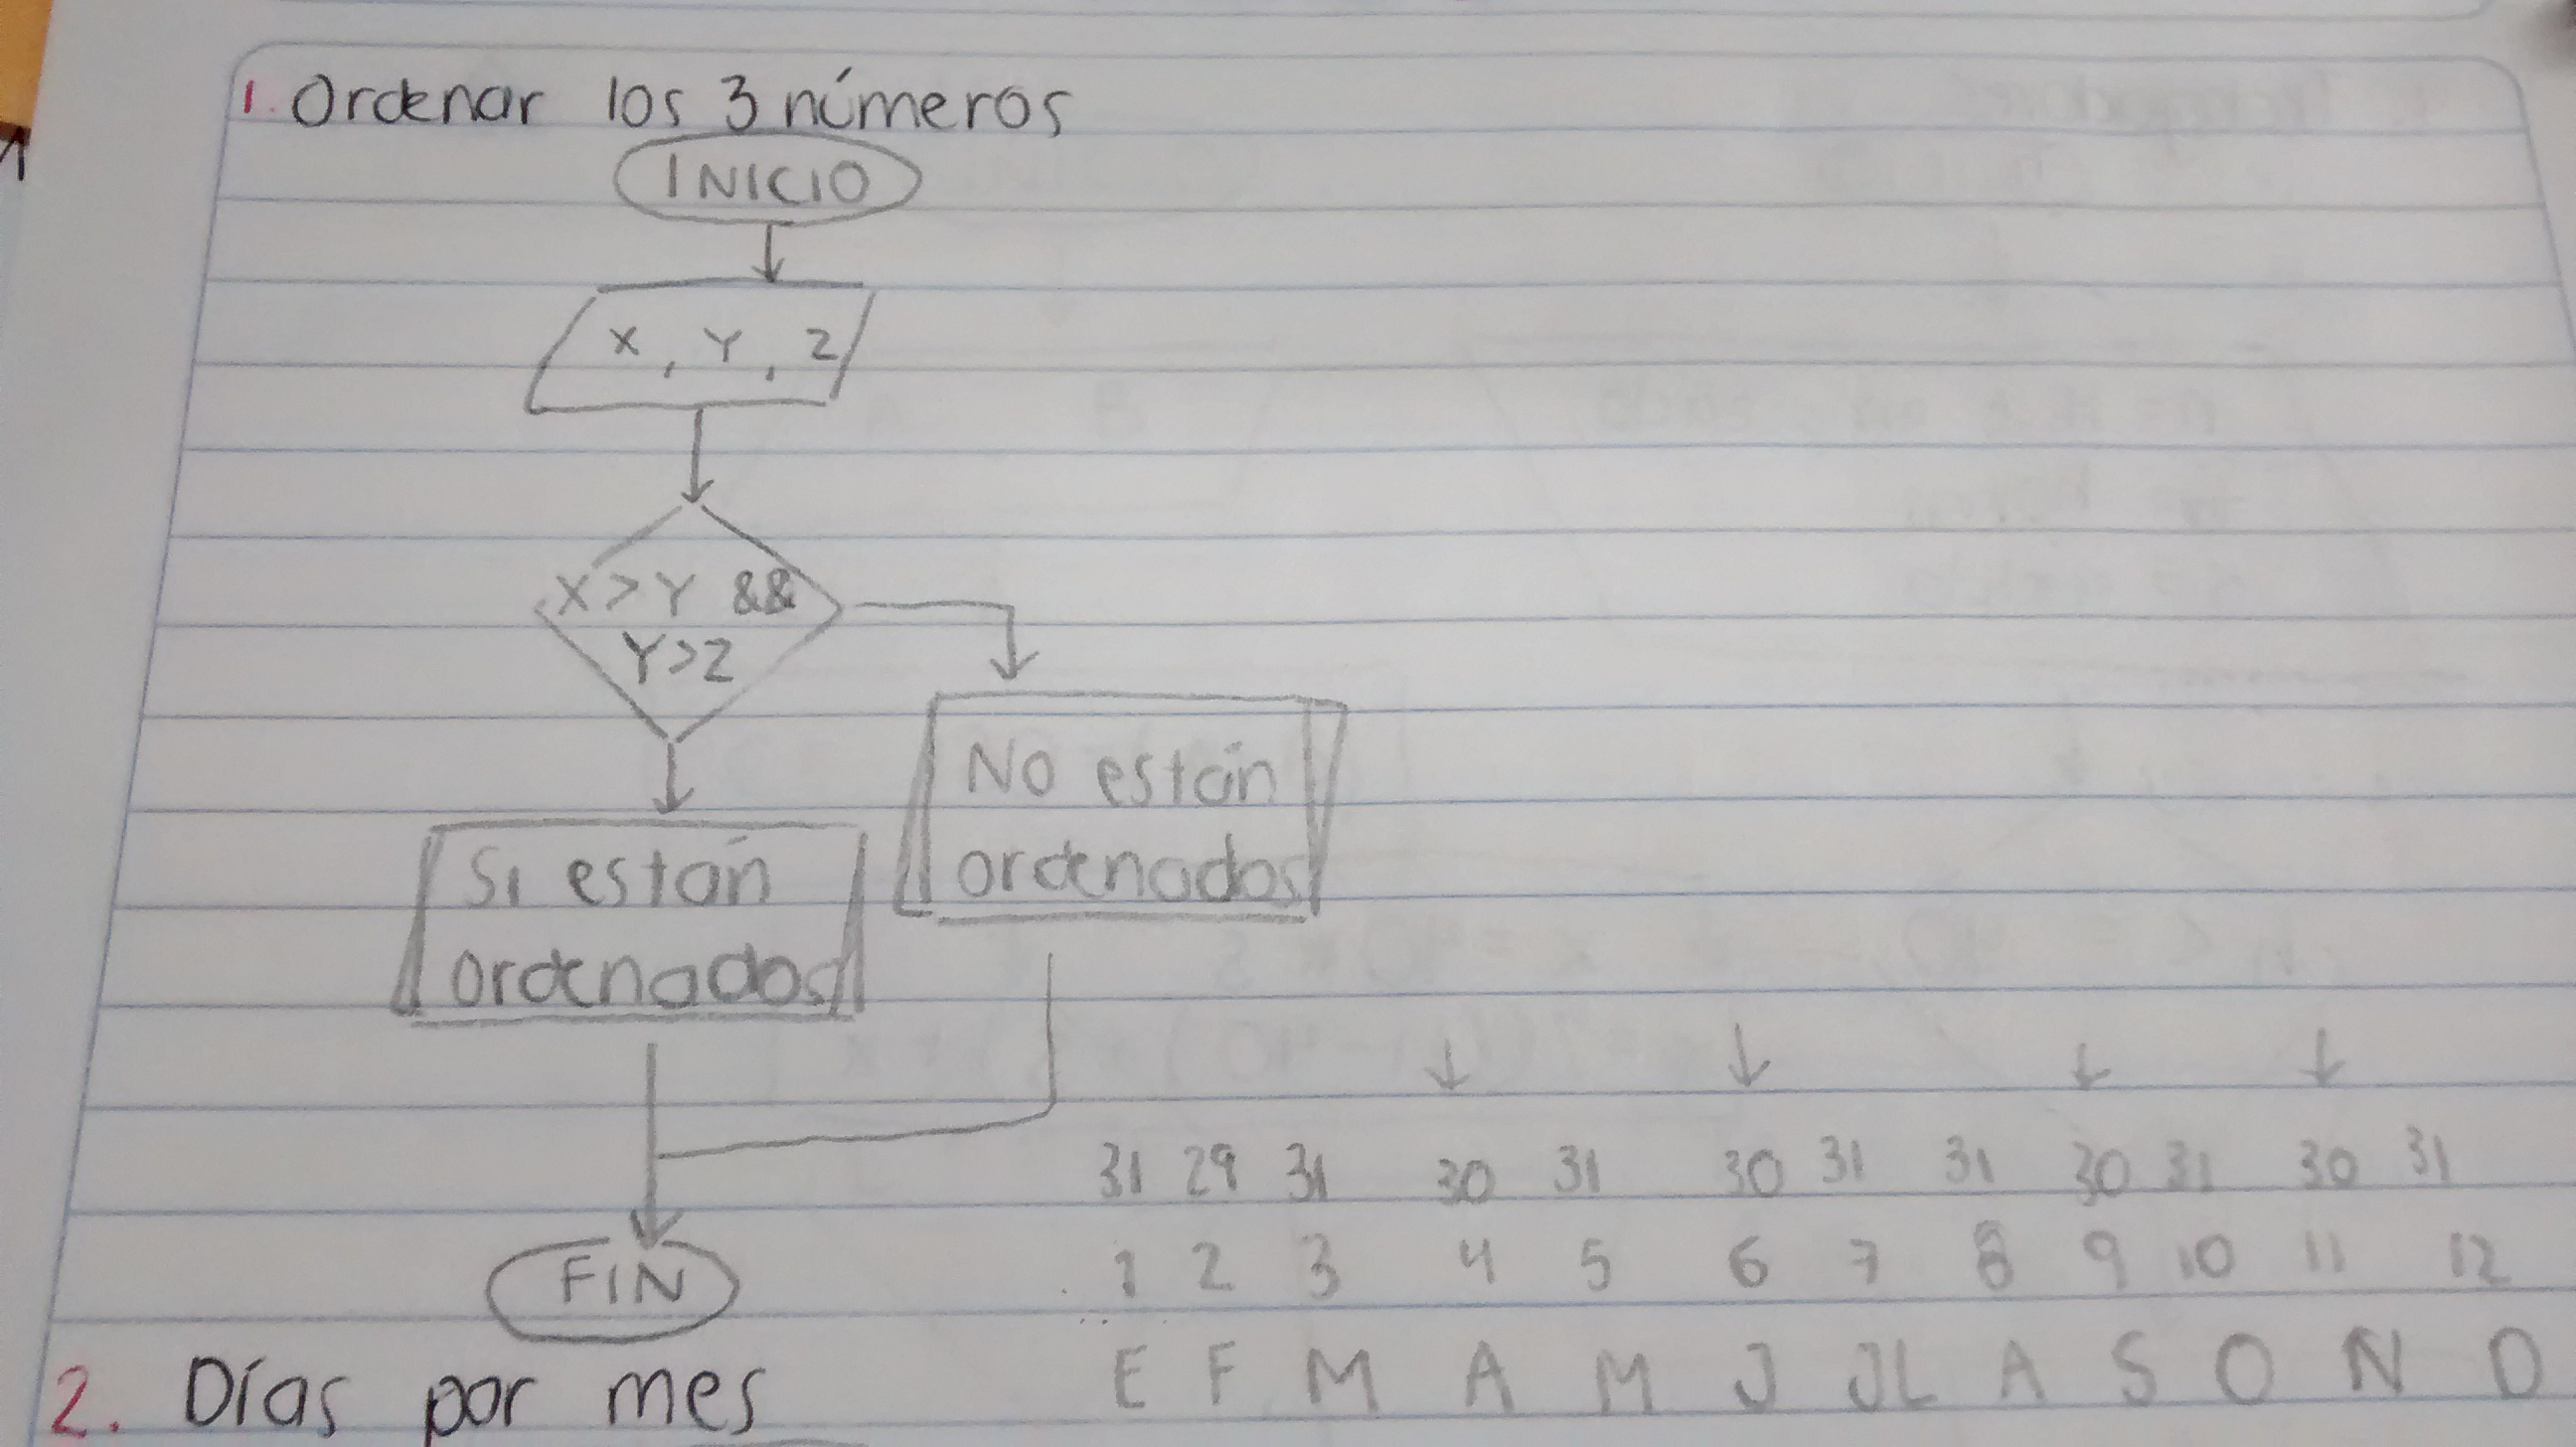 1. Ordenar los 3 números
INICIO
X, Y, Z
X > Y &&
Y > Z
No están
ordenados
Si están
ordenados
FIN
31 29 31 30 31 30 31 31 30 31 30 31
1 2 3 4 5 6 7 8 9 10 11 12
E F M A M J JL A S O N D
2. Días por mes